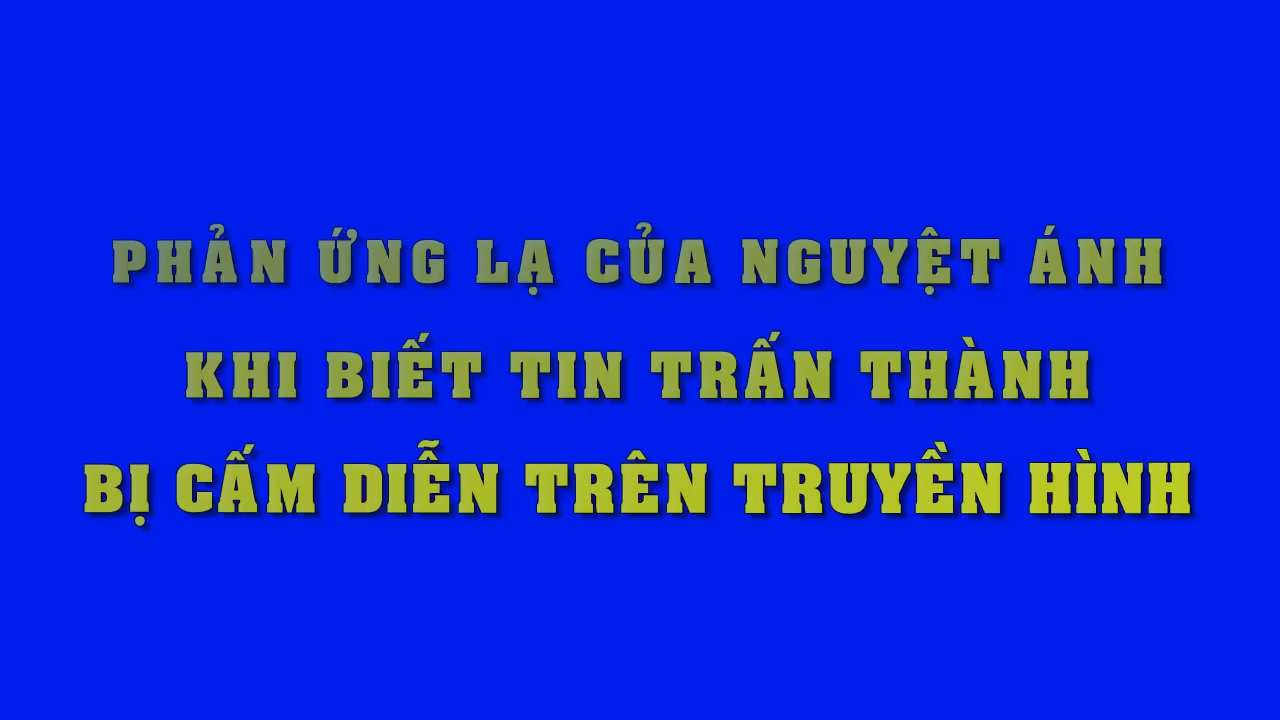 PHẢN ỨNG LẠ CỦA NGUYỆT ÁNH
KHI BIẾT TIN TRẤN THÀNH
BỊ CẤM DIỄN TRÊN TRUYỀN HÌNH